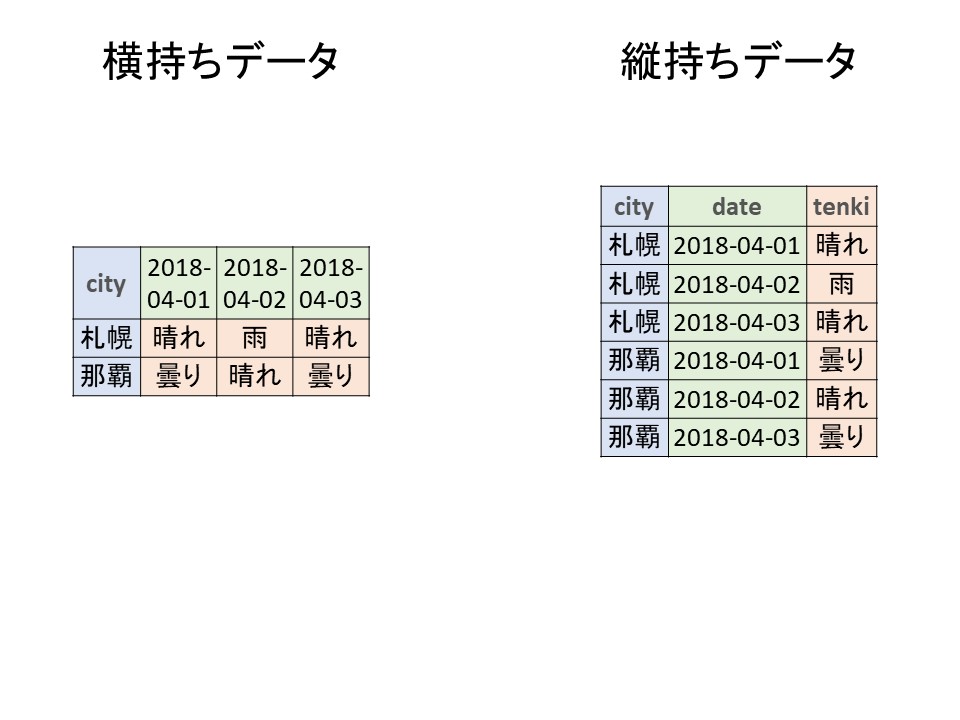 横持ちデータ
縦持ちデータ
city 2018-04-01 2018-04-02 2018-04-03
札幌 晴れ 雨 晴れ
那覇 曇り 晴れ 曇り
city date tenki
札幌 2018-04-01 晴れ
札幌 2018-04-02 雨
札幌 2018-04-03 晴れ
那覇 2018-04-01 曇り
那覇 2018-04-02 晴れ
那覇 2018-04-03 曇り